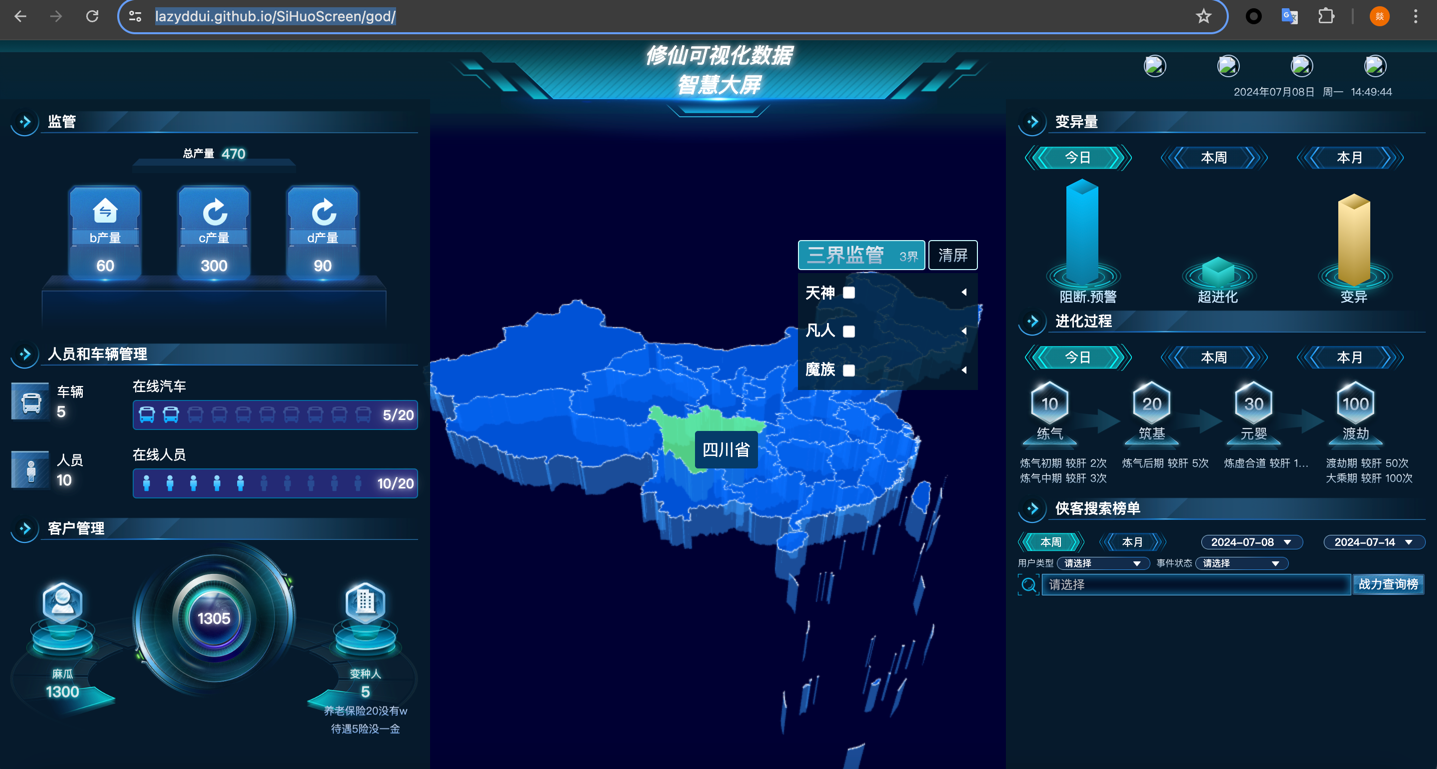 lazyddui.github.io/SiHuoScreen/god/
燚
修仙可视化数据
智慧大屏
2024年07月08日 周一 14:49:44
监管
总产量 470
b产量
60
c产量
300
d产量
90
人员和车辆管理
车辆
5
在线汽车
5/20
人员
10
在线人员
10/20
客户管理
1305
麻瓜
1300
变种人
5
养老保险20没有w
待遇5险没一金
三界监管 3界
清屏
天神
凡人
魔族
四川省
变异量
今日 本周 本月
阻断.预警 超进化 变异
进化过程
今日 本周 本月
10 20 30 100
练气 筑基 元婴 渡劫
炼气初期 较肝 2次
炼气中期 较肝 3次
炼气后期 较肝 5次
炼虚合道 较肝 1...
渡劫期 较肝 50次
大乘期 较肝 100次
侠客搜索榜单
本周 本月 2024-07-08 2024-07-14
用户类型 请选择 事件状态 请选择
请选择 战力查询榜